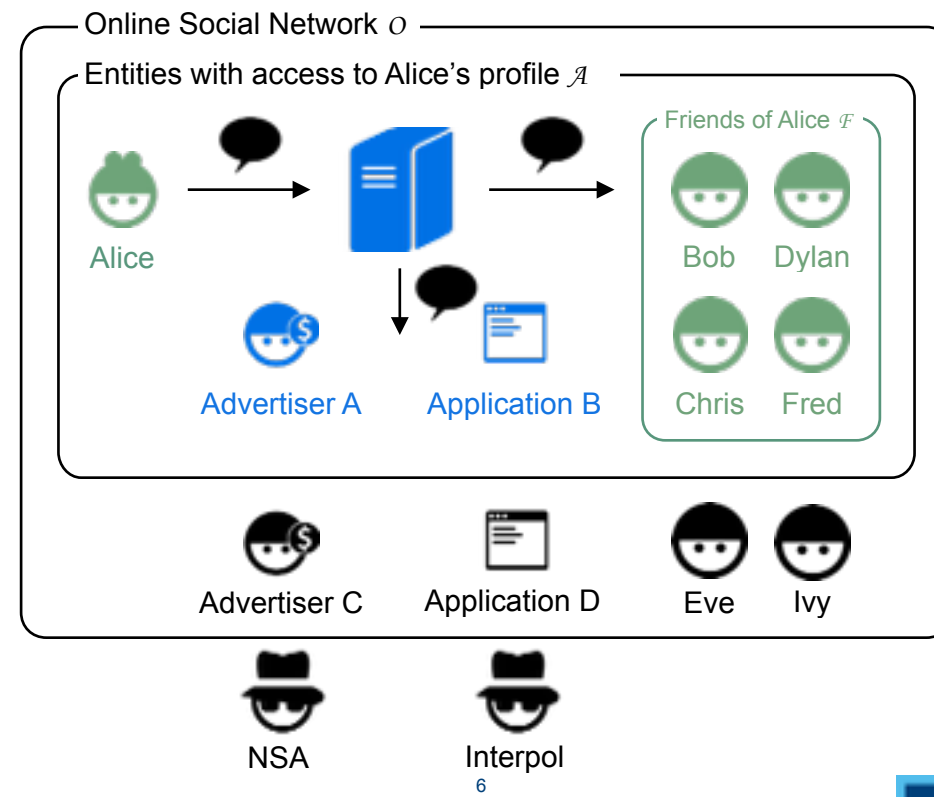 Online Social Network O
Entities with access to Alice's profile A
Friends of Alice F
Alice
Bob Dylan
$
Advertiser A Application B Chris Fred
$
Advertiser C Application D Eve Ivy
NSA Interpol
6